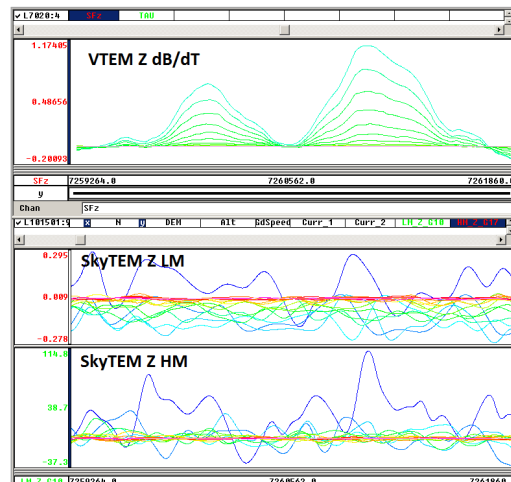 L7020:4 SFz TAU
1.17405
VTEM Z dB/dT
0.48656
-0.20093
SFz 7259264.0 7260562.0 7261860.0
y
Chan SFz
L101501:9 x N y DEM Alt GdSpeed Curr_1 Curr_2 LM_Z_G10
0.295
SkyTEM Z LM
0.009
-0.278
114.8
SkyTEM Z HM
38.7
-37.3
LM_Z_G10 7259264.0 7260562.0 7261860.0